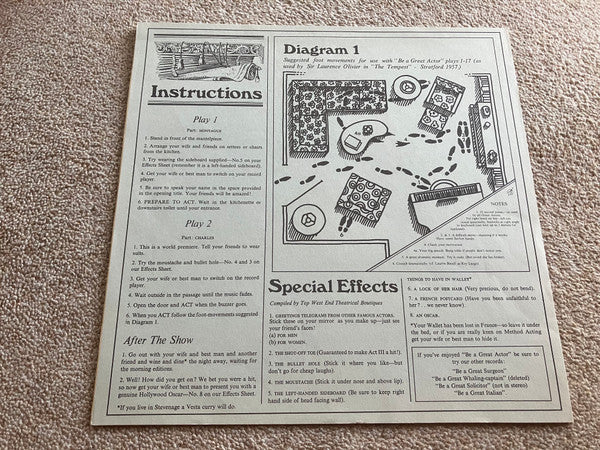 Instructions
Play 1
Part: MONTAGUE
1. Stand in front of the mantelpiece.
2. Arrange your wife and friends on settees or chairs
from the kitchen.
3. Try wearing the sideboard supplied—No.5 on your
Effects Sheet (remember it is a left-handed sideboard).
4. Get your wife or best man to switch on your record
player.
5. Be sure to speak your name in the space provided
in the opening title. Your friends will be amazed!
6. PREPARE TO ACT. Wait in the kitchenette or
downstairs toilet until your entrance.
Play 2
Part: CHARLES
1. This is a world premiere. Tell your friends to wear
suits.
2. Try the moustache and bullet hole—No. 4 and 3 on
our Effects Sheet.
3. Get your wife or best man to switch on the record
player.
4. Wait outside in the passage until the music fades.
5. Open the door and ACT when the buzzer goes.
6. When you ACT follow the foot-movements suggested
in Diagram 1.
After The Show
1. Go out with your wife and best man and another
friend and wine and dine* the night away, waiting for
the morning editions.
2. Well! How did you get on? We bet you were a hit,
so now get your wife or best man to present you with a
genuine Hollywood Oscar—No. 8 on our Effects Sheet.
*If you live in Stevenage a Vesta curry will do.
Diagram 1
Suggested foot movements for use with "Be a Great Actor" plays 1-17 (as
used by Sir Laurence Olivier in "The Tempest" - Stratford 1957.)
NOTES
Special Effects
Compiled by Top West End Theatrical Boutiques
1. GREETINGS TELEGRAMS FROM OTHER FAMOUS ACTORS.
Stick these on your mirror as you make up—just see
your friend's faces!
(a) FOR MEN
(b) FOR WOMEN.
2. THE SHOT-OFF TOE (Guaranteed to make Act III a hit!).
3. THE BULLET HOLE (Stick it where you like—but
don't go for cheap laughs).
4. THE MOUSTACHE (Stick it under nose and above lip).
5. THE LEFT-HANDED SIDEBOARD (Be sure to keep right
hand side of head facing wall).
THINGS TO HAVE IN WALLET*
6. A LOCK OF HER HAIR (Very precious, do not bend).
7. A FRENCH POSTCARD (Have you been unfaithful to
her? . . . we never know).
8. AN OSCAR.
*Your Wallet has been lost in France—so leave it under
the bed, or if you are really keen on Method Acting
get your wife or best man to hide it.
If you've enjoyed "Be a Great Actor" be sure to
try our other records:
"Be a Great Surgeon"
"Be a Great Whaling-captain" (deleted)
"Be a Great Solicitor" (not in stereo)
"Be a Great Italian"